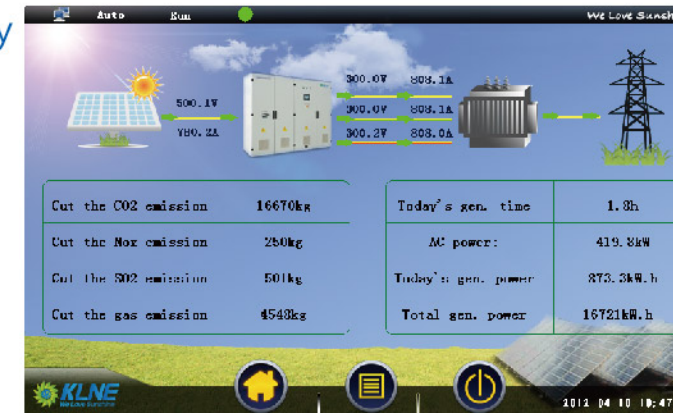 y
Auto Run We Love Sunsh
300.0V 808.1A
500.1V
300.0V 808.1A
780.2A
300.2V 808.0A
Cut the CO2 emission 16670kg Today's gen. time 1.8h
Cut the Nox emission 250kg AC power: 419.8kW
Cut the SO2 emission 501kg Today's gen. power 873.3kW.h
Cut the gas emission 4548kg Total gen. power 16721kW.h
KLNE
We Love Sunshine
2012 04 10 10:47